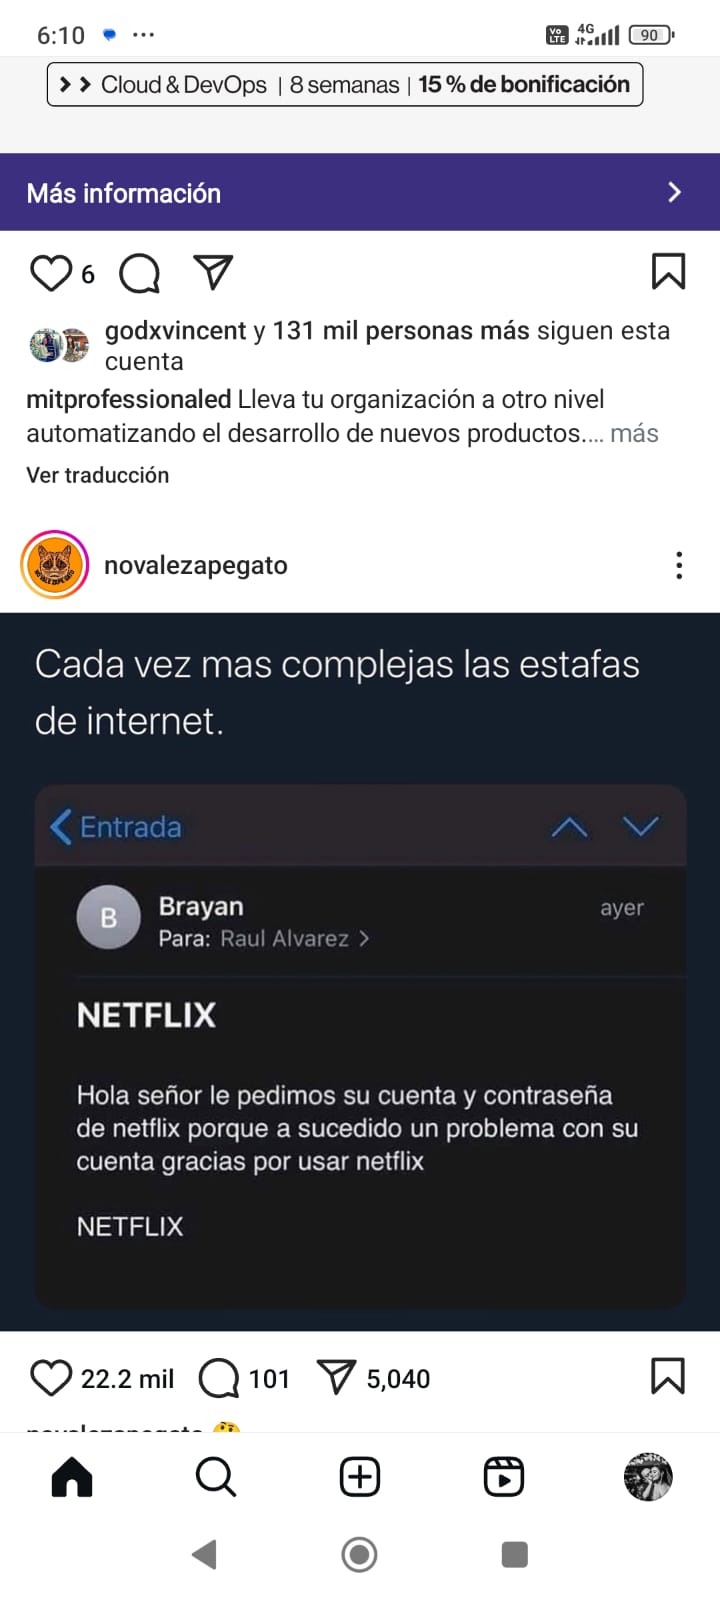 6:10
Vo LTE 4G 90
Cloud & DevOps | 8 semanas | 15 % de bonificación
Más información
6
godxvincent y 131 mil personas más siguen esta
cuenta
mitprofessionaled Lleva tu organización a otro nivel
automatizando el desarrollo de nuevos productos.... más
Ver traducción
novalezapegato
Cada vez mas complejas las estafas
de internet.
Entrada
B
Brayan
ayer
Para: Raul Alvarez
NETFLIX
Hola señor le pedimos su cuenta y contraseña
de netflix porque a sucedido un problema con su
cuenta gracias por usar netflix
NETFLIX
22.2 mil 101 5,040
novalezapegato 🤔